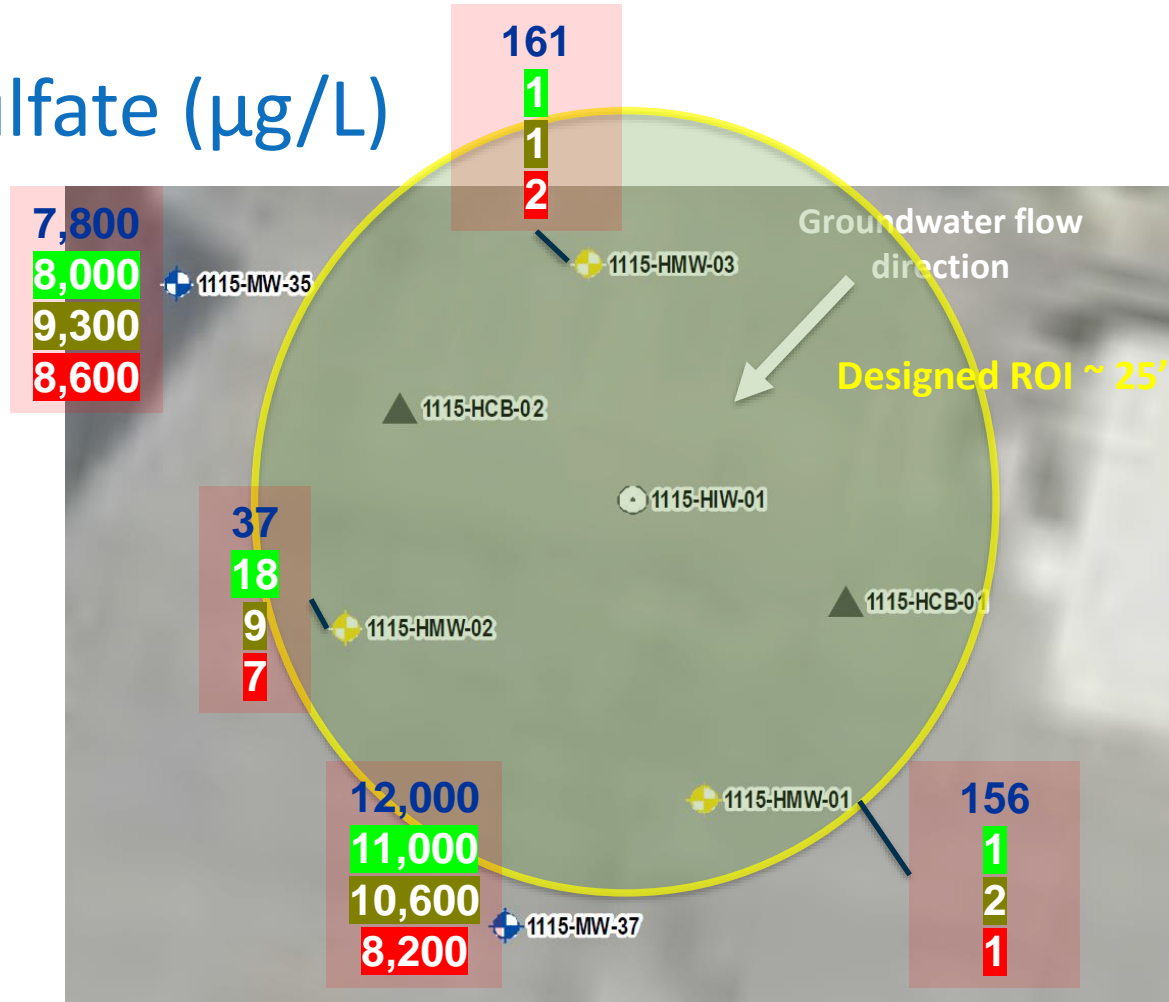 ulfate (µg/L)
161
1
1
2
7,800
8,000
9,300
8,600
1115-MW-35
1115-HMW-03
Groundwater flow
direction
Designed ROI ~ 25'
1115-HCB-02
1115-HIW-01
37
18
9
7
1115-HMW-02
1115-HCB-01
12,000
11,000
10,600
8,200
1115-HMW-01
156
1
2
1
1115-MW-37